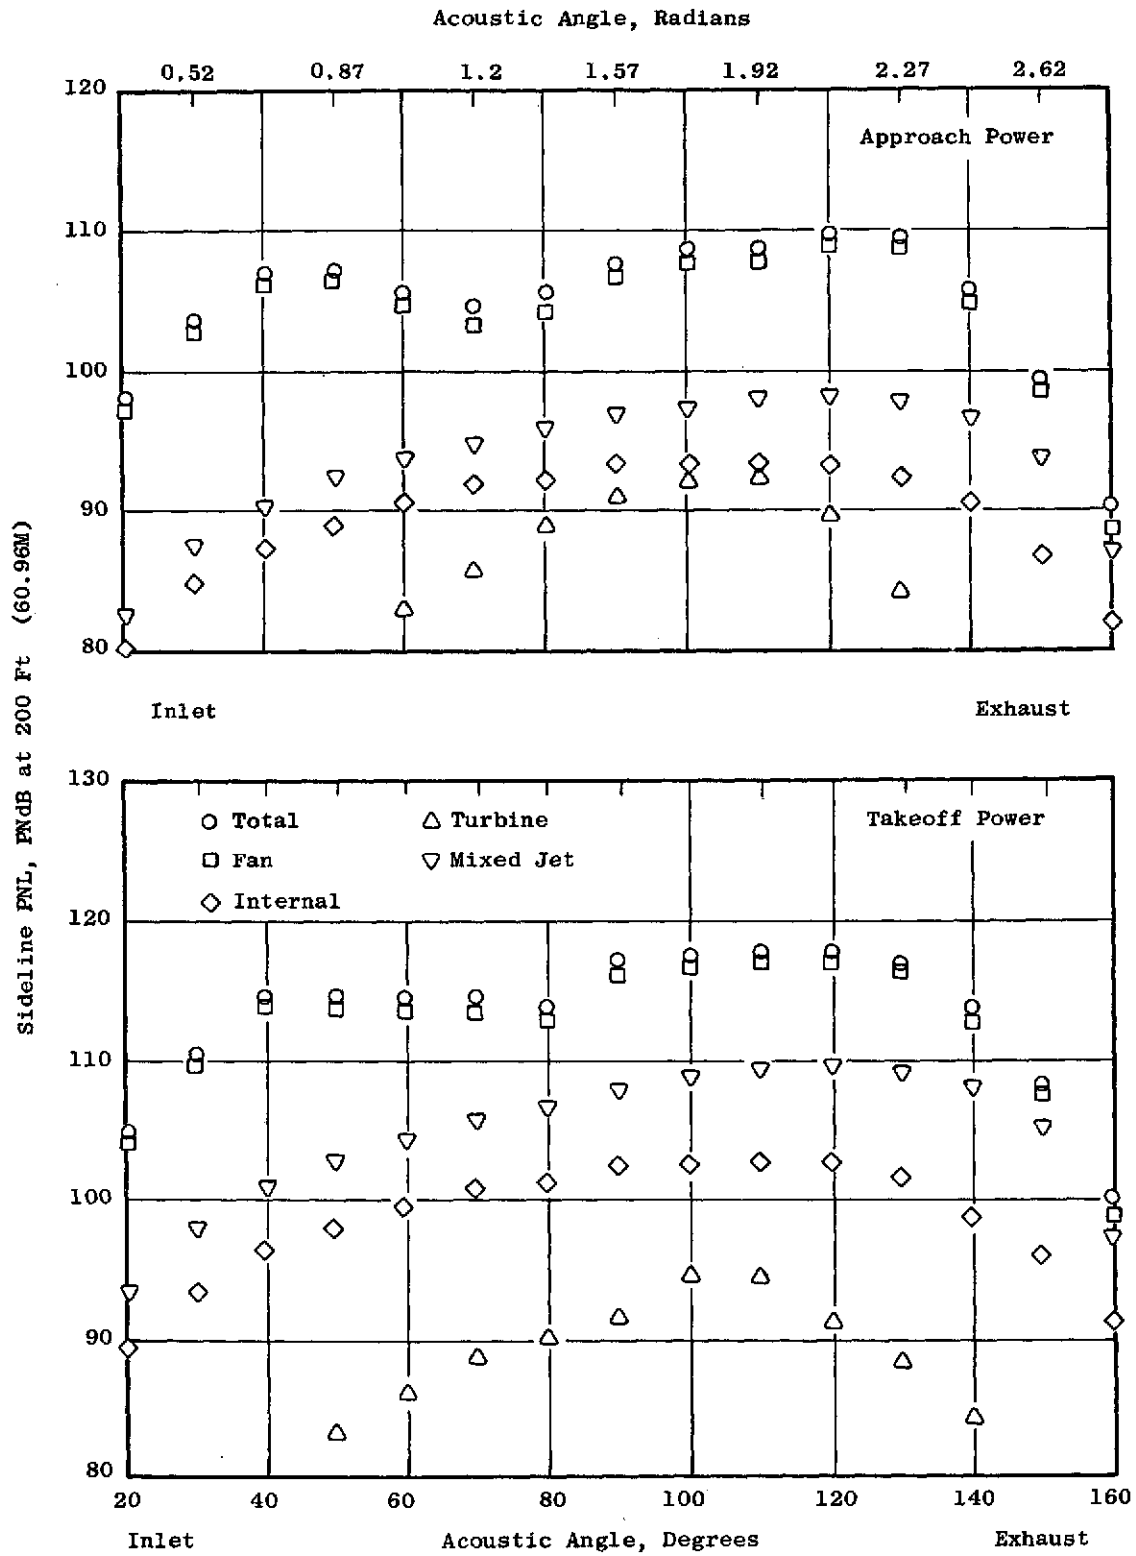 Acoustic Angle, Radians
0.52 0.87 1.2 1.57 1.92 2.27 2.62
120
Approach Power
110
100
90
80
Inlet Exhaust
Sideline PNL, PNdB at 200 Ft (60.96M)
130
Total Turbine Takeoff Power
Fan Mixed Jet
Internal
120
110
100
90
80
20 40 60 80 100 120 140 160
Inlet Acoustic Angle, Degrees Exhaust